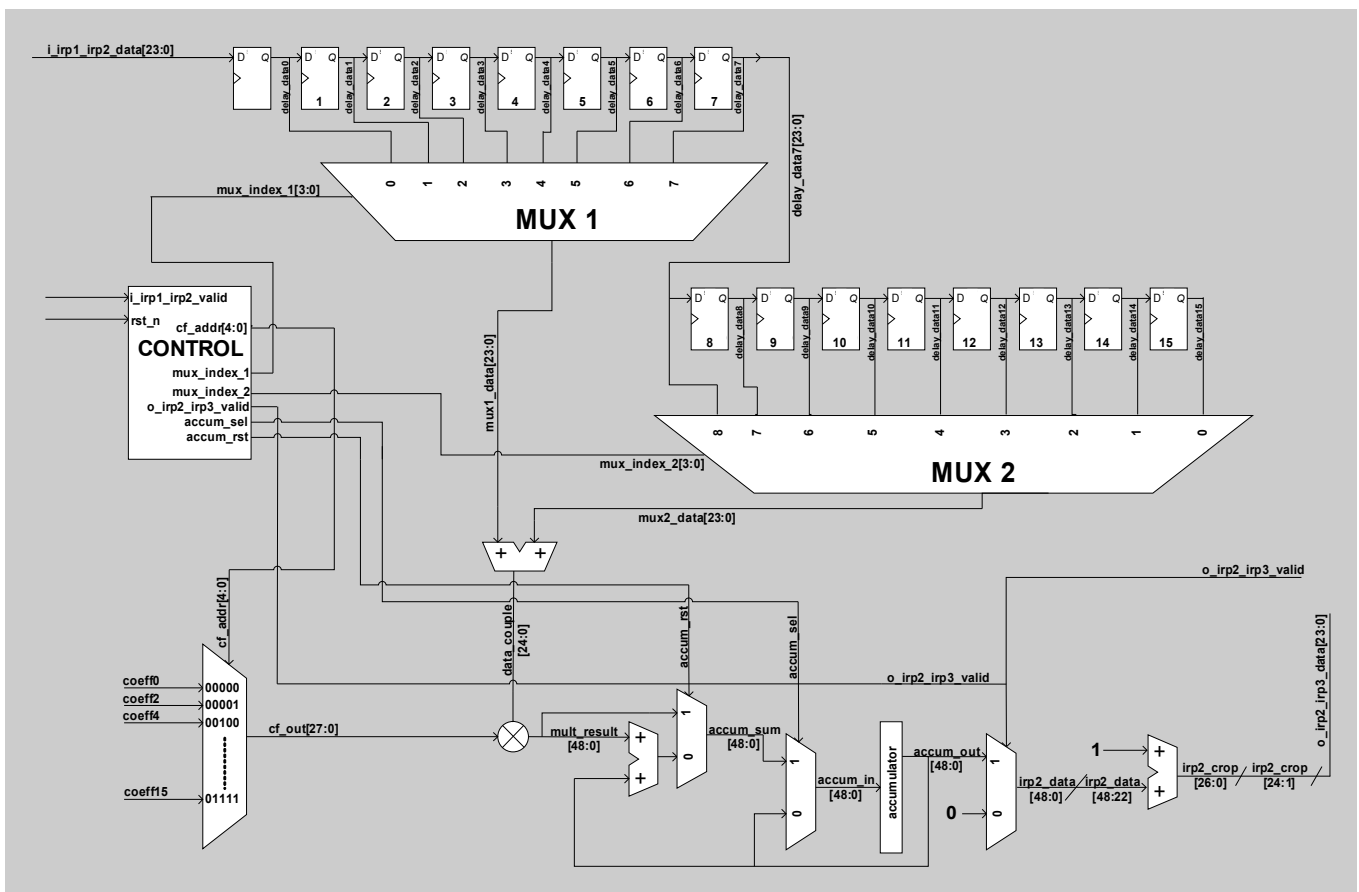 i_irp1_irp2_data[23:0]
D Q
D Q
D Q
D Q
D Q
D Q
D Q
D Q
1
2
3
4
5
6
7
delay_data0
delay_data1
delay_data2
delay_data3
delay_data4
delay_data5
delay_data6
delay_data7
delay_data7[23:0]
0
1
2
3
4
5
6
7
mux_index_1[3:0]
MUX 1
i_irp1_irp2_valid
rst_n
cf_addr[4:0]
CONTROL
mux_index_1
mux_index_2
o_irp2_irp3_valid
accum_sel
accum_rst
D Q
D Q
D Q
D Q
D Q
D Q
D Q
D Q
8
9
10
11
12
13
14
15
delay_data8
delay_data9
delay_data10
delay_data11
delay_data12
delay_data13
delay_data14
delay_data15
mux1_data[23:0]
8
7
6
5
4
3
2
1
0
mux_index_2[3:0]
MUX 2
mux2_data[23:0]
+ +
o_irp2_irp3_valid
cf_addr[4:0]
data_couple
[24:0]
accum_rst
accum_sel
o_irp2_irp3_data[23:0]
o_irp2_irp3_valid
coeff0
00000
coeff2
00001
coeff4
00100
coeff15
01111
cf_out[27:0]
mult_result
[48:0]
+
+
1
0
accum_sum
[48:0]
1
0
accum_in
[48:0]
accumulator
accum_out
[48:0]
1
0
0
irp2_data
[48:0]
irp2_data
[48:22]
1
+
+
irp2_crop
[26:0]
irp2_crop
[24:1]